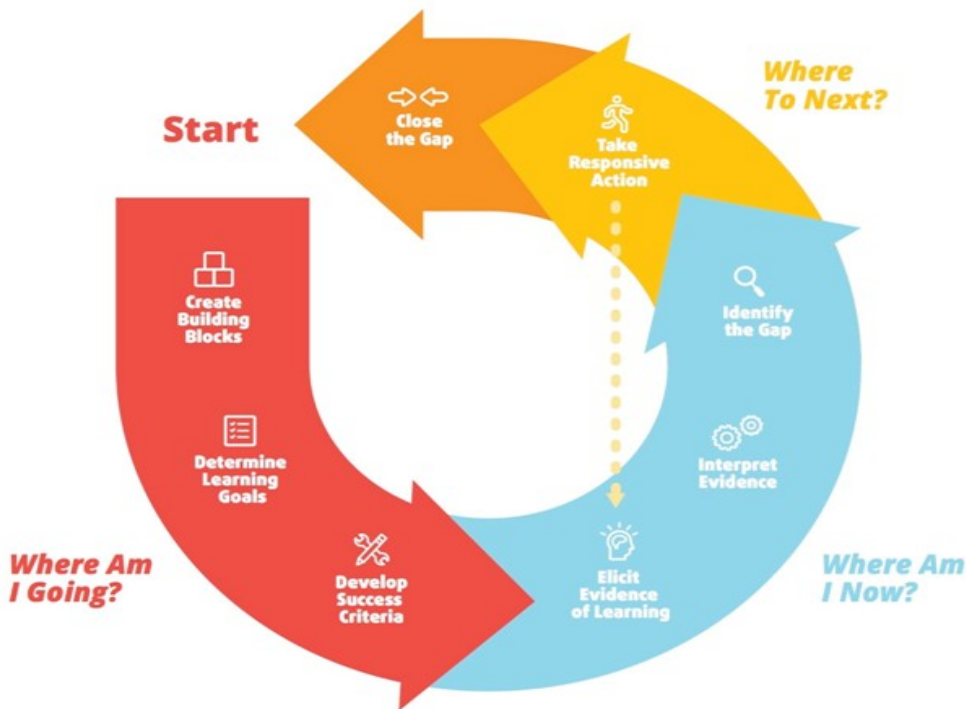 Start
Create
Building
Blocks
Determine
Learning
Goals
Develop
Success
Criteria
Where Am
I Going?
Elicit
Evidence
of Learning
Interpret
Evidence
Identify
the Gap
Where Am
I Now?
Take
Responsive
Action
Where
To Next?
Close
the Gap